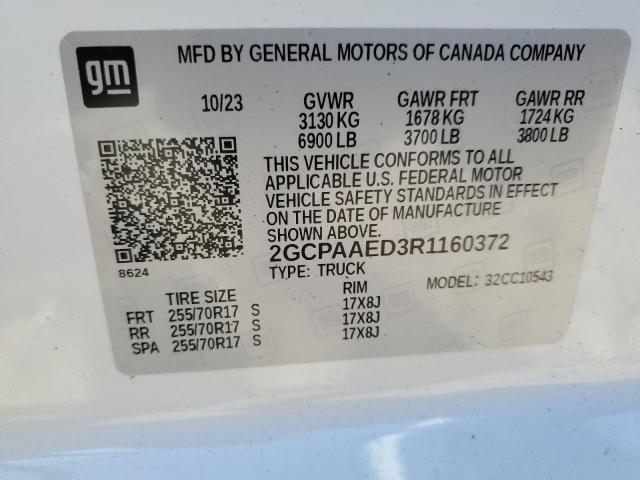 gm
MFD BY GENERAL MOTORS OF CANADA COMPANY
10/23 GVWR GAWR FRT GAWR RR
3130 KG 1678 KG 1724 KG
6900 LB 3700 LB 3800 LB
THIS VEHICLE CONFORMS TO ALL
APPLICABLE U.S. FEDERAL MOTOR
VEHICLE SAFETY STANDARDS IN EFFECT
ON THE DATE OF MANUFACTURE
SHOWN ABOVE.
2GCPAAED3R1160372
8624
TYPE: TRUCK MODEL: 32CC10543
TIRE SIZE RIM
FRT 255/70R17 S 17X8J
RR 255/70R17 S 17X8J
SPA 255/70R17 S 17X8J